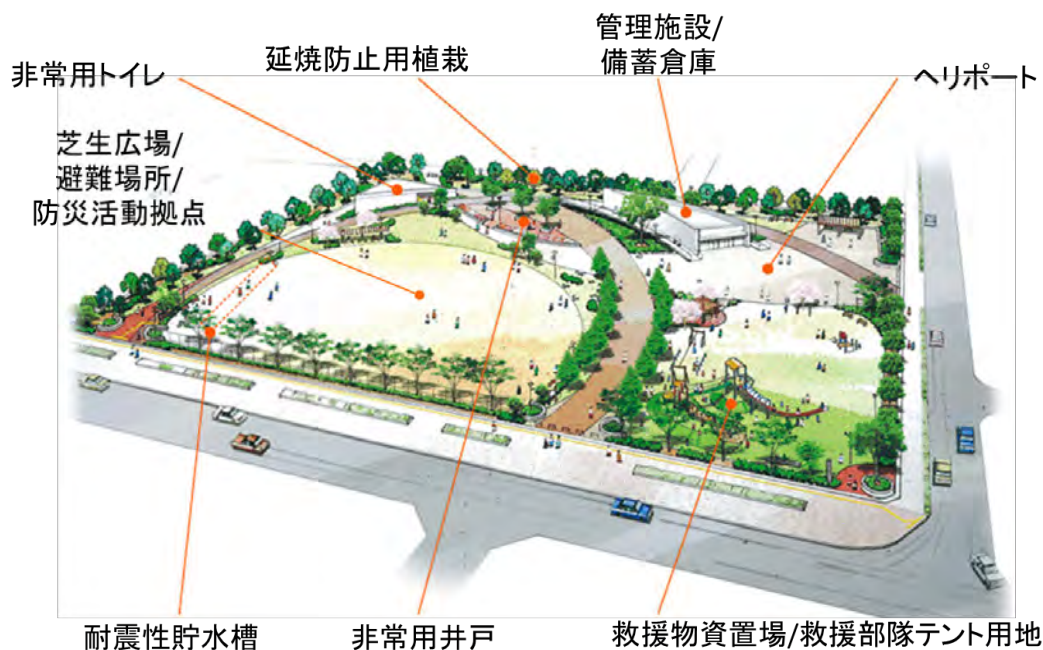 管理施設/
備蓄倉庫
延焼防止用植栽
非常用トイレ
ヘリポート
芝生広場/
避難場所/
防災活動拠点
耐震性貯水槽
非常用井戸
救援物資置場/救援部隊テント用地